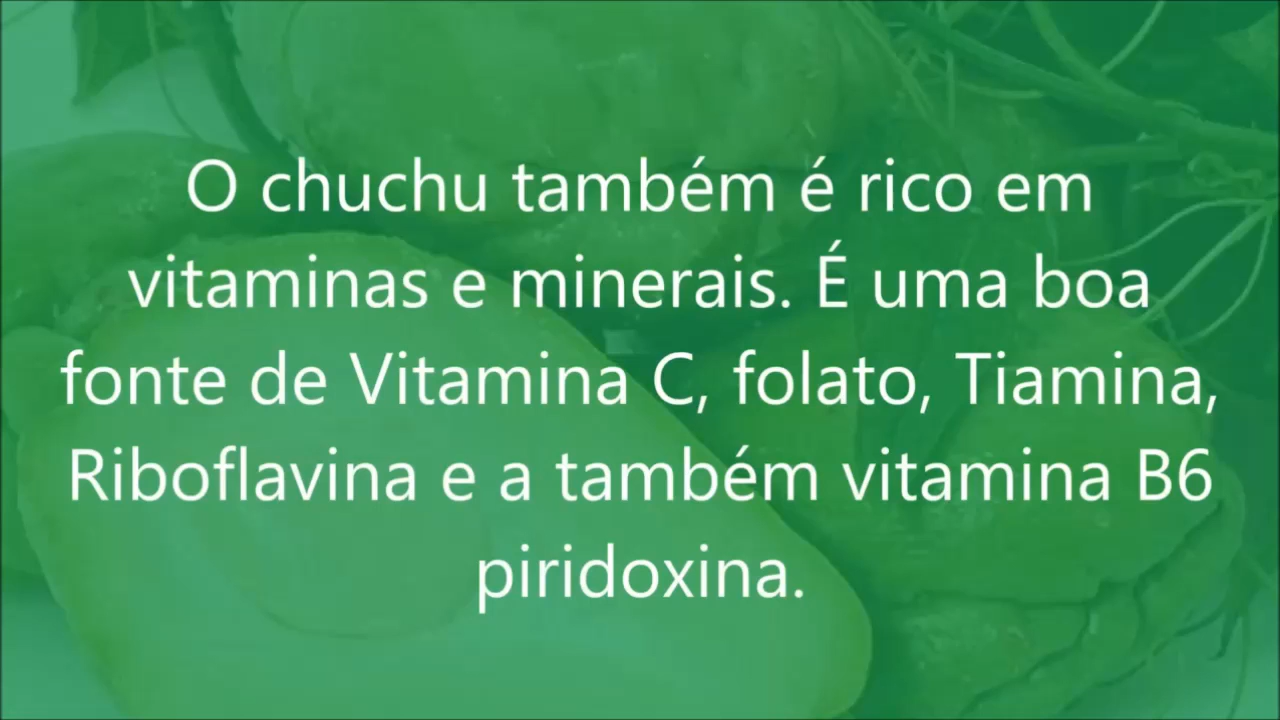 O chuchu também é rico em
vitaminas e minerais. É uma boa
fonte de Vitamina C, folato, Tiamina,
Riboflavina e a também vitamina B6
piridoxina.